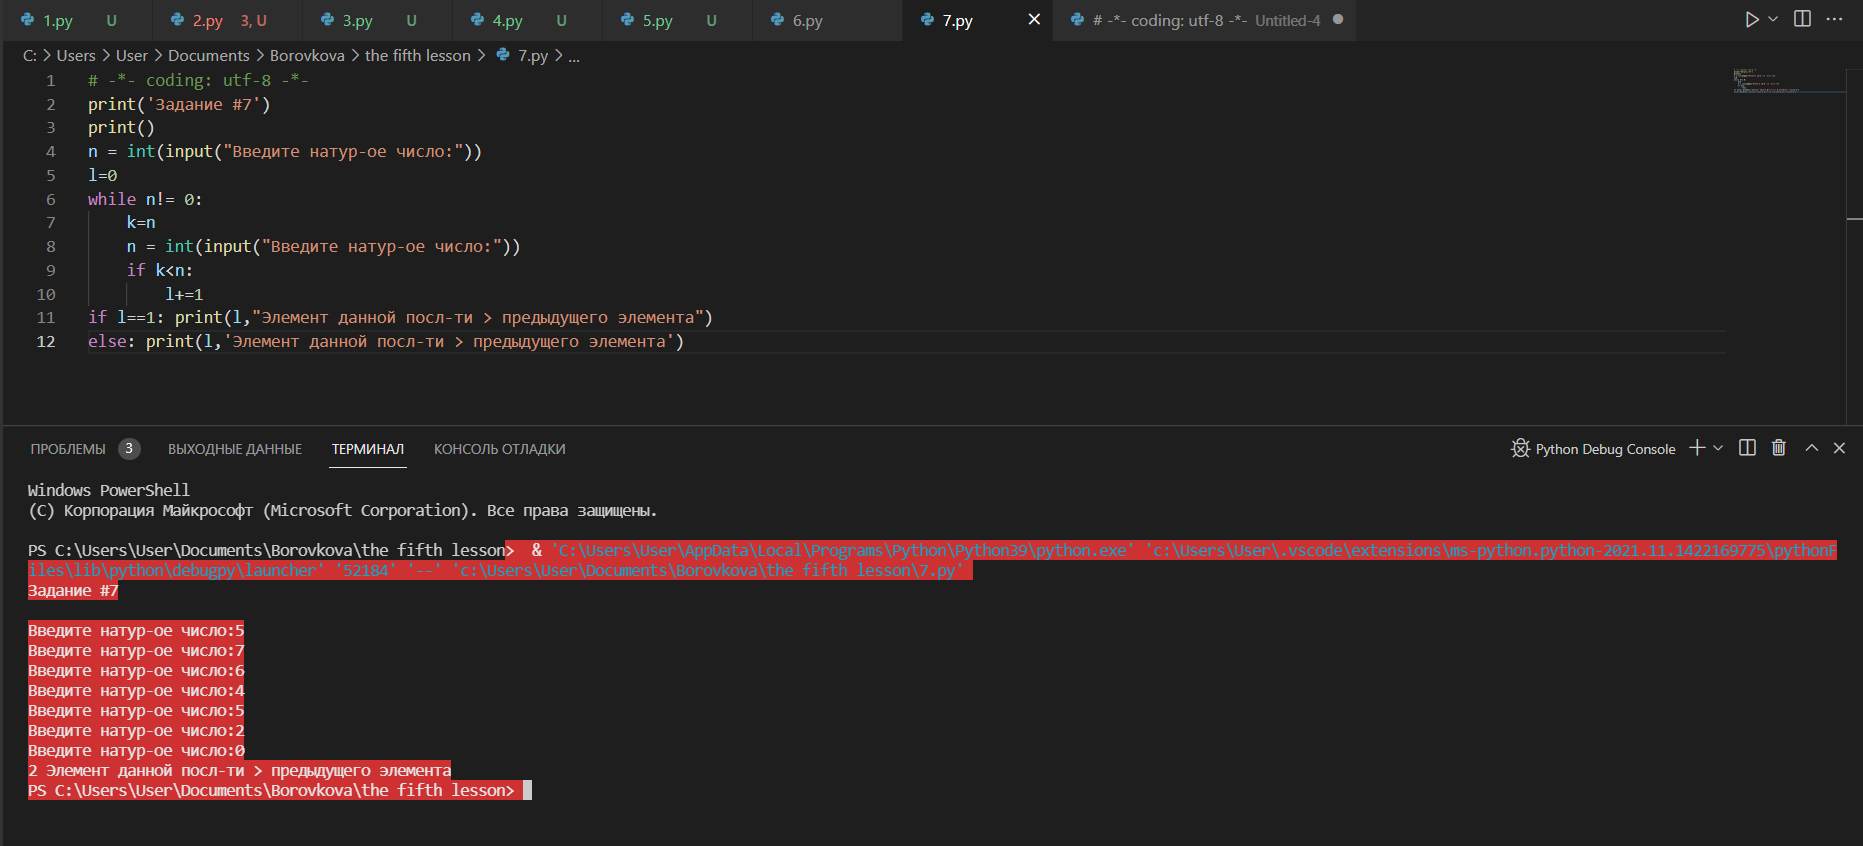 1.py U 2.py 3, U 3.py U 4.py U 5.py U 6.py 7.py # -*- coding: utf-8 -*- Untitled-4
C: > Users > User > Documents > Borovkova > the fifth lesson > 7.py > ...
1 # -*- coding: utf-8 -*-
2 print('Задание #7')
3 print()
4 n = int(input("Введите натур-ое число:"))
5 l=0
6 while n!= 0:
7 k=n
8 n = int(input("Введите натур-ое число:"))
9 if k<n:
10 l+=1
11 if l==1: print(l,"Элемент данной посл-ти > предыдущего элемента")
12 else: print(l,'Элемент данной посл-ти > предыдущего элемента')
ПРОБЛЕМЫ 3 ВЫХОДНЫЕ ДАННЫЕ ТЕРМИНАЛ КОНСОЛЬ ОТЛАДКИ Python Debug Console
Windows PowerShell
(C) Корпорация Майкрософт (Microsoft Corporation). Все права защищены.
PS C:\Users\User\Documents\Borovkova\the fifth lesson> & 'C:\Users\User\AppData\Local\Programs\Python\Python39\python.exe' 'c:\Users\User\.vscode\extensions\ms-python.python-2021.11.1422169775\pythonF
iles\lib\python\debugpy\launcher' '52184' '--' 'c:\Users\User\Documents\Borovkova\the fifth lesson\7.py'
Задание #7
Введите натур-ое число:5
Введите натур-ое число:7
Введите натур-ое число:6
Введите натур-ое число:4
Введите натур-ое число:5
Введите натур-ое число:2
Введите натур-ое число:0
2 Элемент данной посл-ти > предыдущего элемента
PS C:\Users\User\Documents\Borovkova\the fifth lesson>